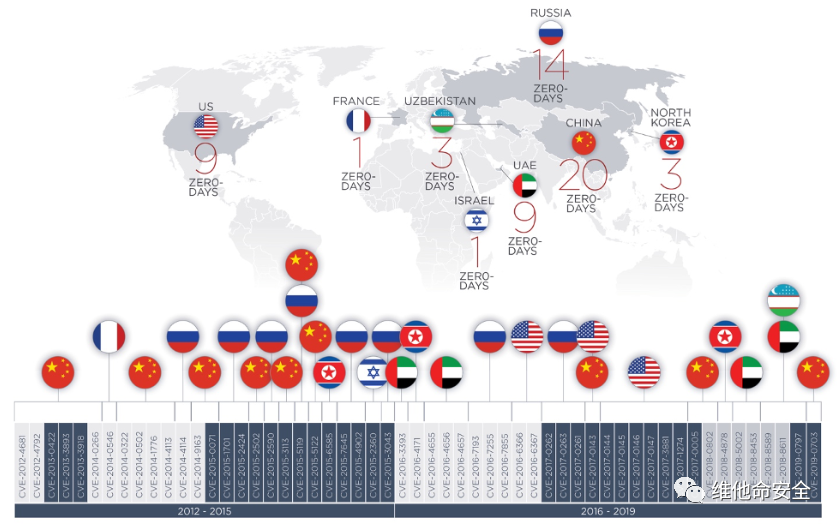 RUSSIA
14
ZERO-
DAYS
US
9
ZERO-
DAYS
FRANCE
1
ZERO-
DAYS
UZBEKISTAN
3
ZERO-
DAYS
CHINA
20
ZERO-
DAYS
NORTH
KOREA
3
ZERO-
DAYS
UAE
9
ZERO-
DAYS
ISRAEL
1
ZERO-
DAYS
CVE-2012-4681
CVE-2012-4792
CVE-2013-0422
CVE-2013-3893
CVE-2013-3918
CVE-2014-0266
CVE-2014-0546
CVE-2014-0322
CVE-2014-0502
CVE-2014-1776
CVE-2014-4113
CVE-2014-4114
CVE-2014-9163
CVE-2015-0071
CVE-2015-1701
CVE-2015-2424
CVE-2015-2502
CVE-2015-2590
CVE-2015-3113
CVE-2015-5119
CVE-2015-5122
CVE-2015-6585
CVE-2015-7645
CVE-2015-4902
CVE-2015-2360
CVE-2015-3043
CVE-2016-3393
CVE-2016-4171
CVE-2016-4655
CVE-2016-4656
CVE-2016-4657
CVE-2016-7193
CVE-2016-7255
CVE-2016-7855
CVE-2016-6366
CVE-2016-6367
CVE-2017-0262
CVE-2017-0263
CVE-2017-0261
CVE-2017-0143
CVE-2017-0144
CVE-2017-0145
CVE-2017-0146
CVE-2017-0147
CVE-2017-3881
CVE-2017-1274
CVE-2017-0005
CVE-2018-0802
CVE-2018-4878
CVE-2018-5002
CVE-2018-8453
CVE-2018-8589
CVE-2018-8611
CVE-2019-0797
CVE-2019-0703
2012 - 2015
2016 - 2019
维他命安全